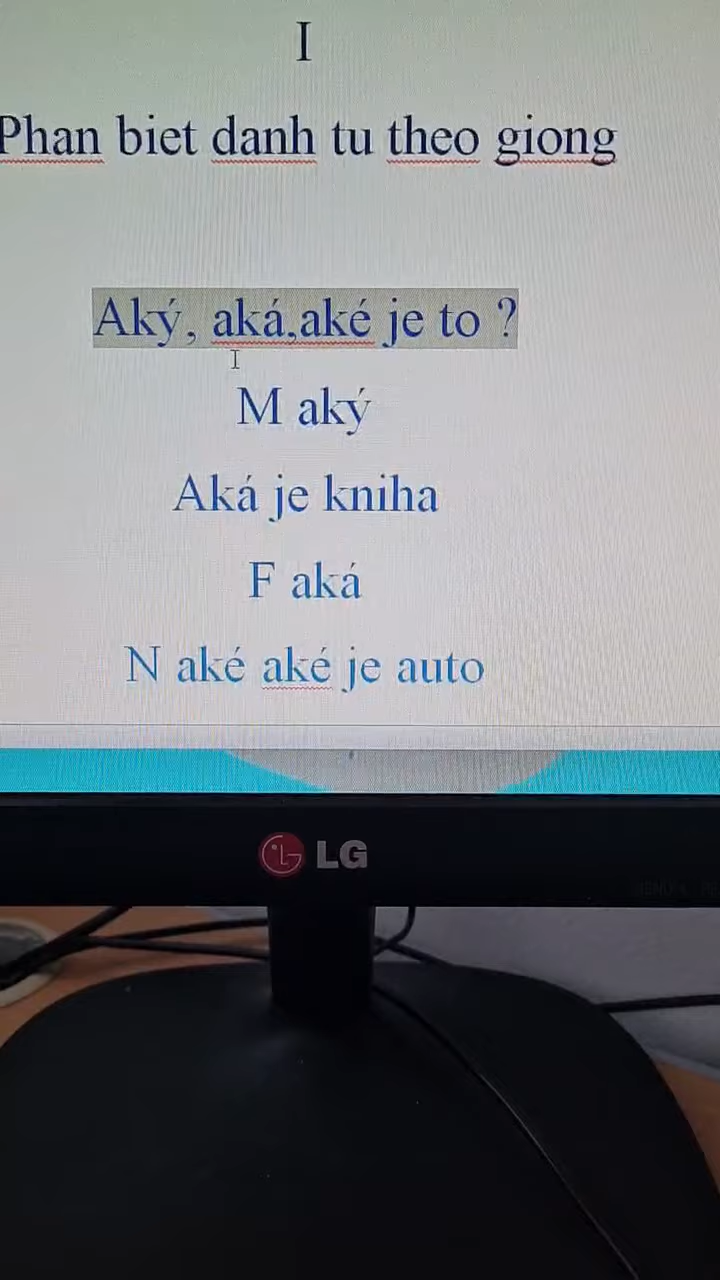 I
Phan biet danh tu theo giong
Aký, aká,aké je to ?
M aký
Aká je kniha
F aká
N aké aké je auto
LG